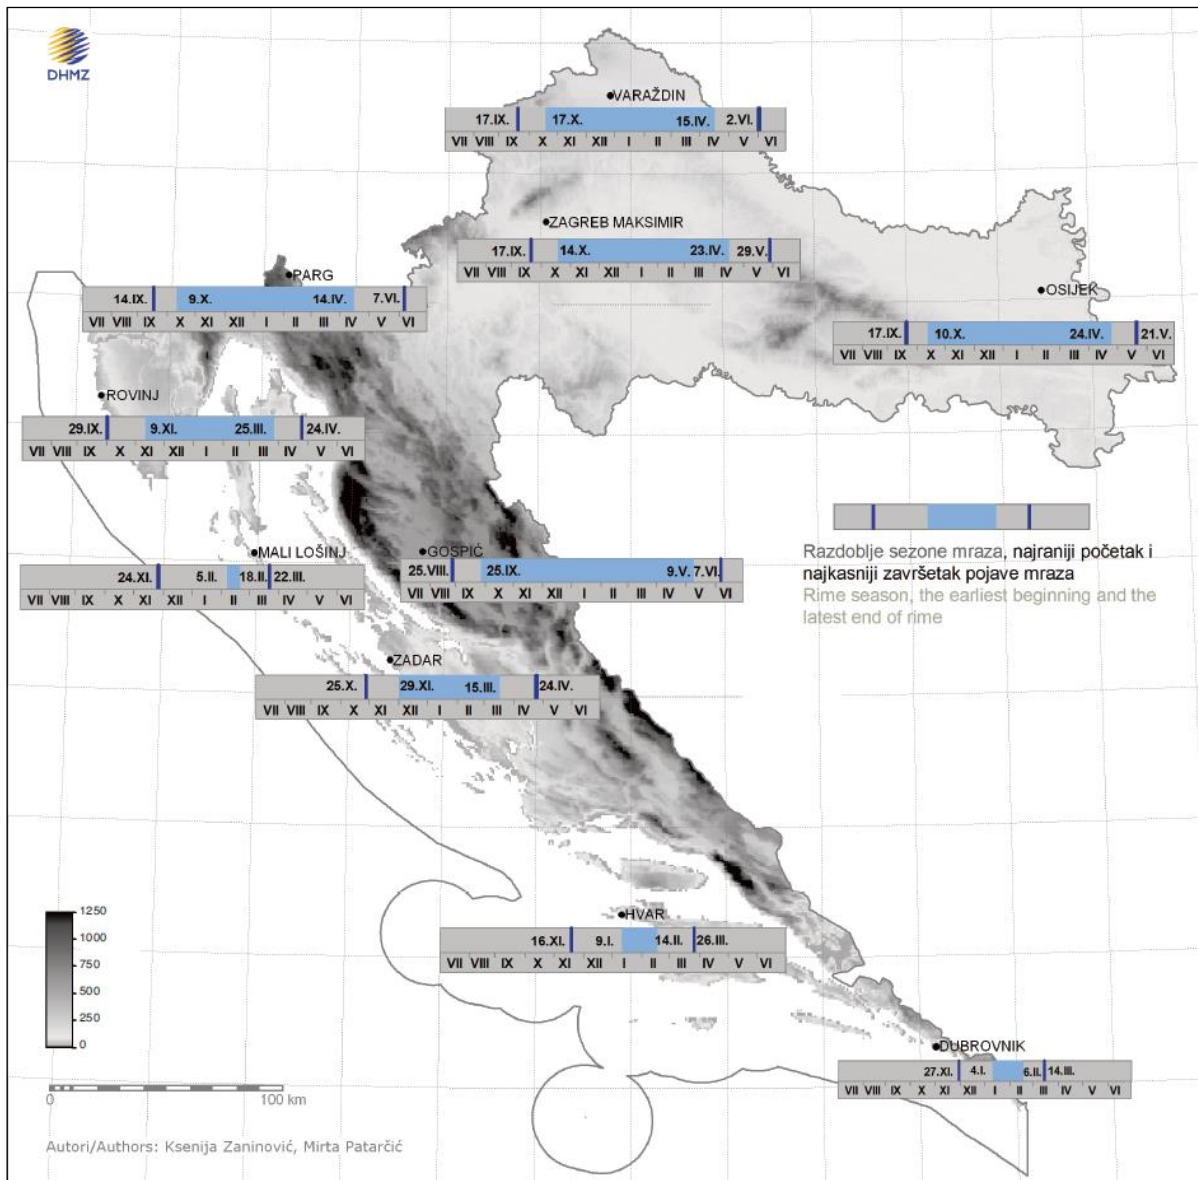 DHMZ
VARAŽDIN
17.IX. 17.X. 15.IV. 2.VI.
VII VIII IX X XI XII I II III IV V VI
ZAGREB MAKSIMIR
17.IX. 14.X. 23.IV. 29.V.
VII VIII IX X XI XII I II III IV V VI
PARG
14.IX. 9.X. 14.IV. 7.VI.
VII VIII IX X XI XII I II III IV V VI
OSIJEK
17.IX. 10.X. 24.IV. 21.V.
VII VIII IX X XI XII I II III IV V VI
ROVINJ
29.IX. 9.XI. 25.III. 24.IV.
VII VIII IX X XI XII I II III IV V VI
MALI LOŠINJ
24.XI. 5.II. 18.II. 22.III.
VII VIII IX X XI XII I II III IV V VI
GOSPIĆ
25.VIII. 25.IX. 9.V. 7.VI.
VII VIII IX X XI XII I II III IV V VI
Razdoblje sezone mraza, najraniji početak i
najkasniji završetak pojave mraza
Rime season, the earliest beginning and the
latest end of rime
ZADAR
25.X. 29.XI. 15.III. 24.IV.
VII VIII IX X XI XII I II III IV V VI
HVAR
16.XI. 9.I. 14.II. 26.III.
VII VIII IX X XI XII I II III IV V VI
DUBROVNIK
27.XI. 4.I. 6.II. 14.III.
VII VIII IX X XI XII I II III IV V VI
1250
1000
750
500
250
0
0 100 km
Autori/Authors: Ksenija Zaninović, Mirta Patarčić